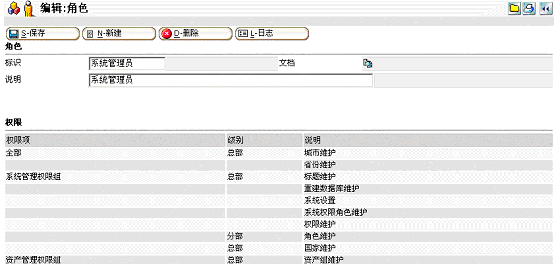 编辑:角色
S-保存 N-新建 D-删除 L-日志
角色
标识 系统管理员 文档
说明 系统管理员
权限
权限项 级别 说明
全部 总部 城市维护
省份维护
系统管理权限组 总部 标题维护
重建数据库维护
系统设置
系统权限角色维护
权限维护
分部 角色维护
总部 国家维护
资产管理权限组 总部 资产组维护